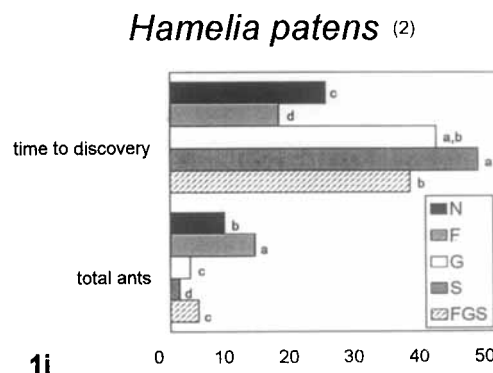 Hamelia patens (2)
time to discovery
c
d
a,b
a
b
total ants
b
a
c
d
c
N
F
G
S
FGS
0 10 20 30 40 50
1i